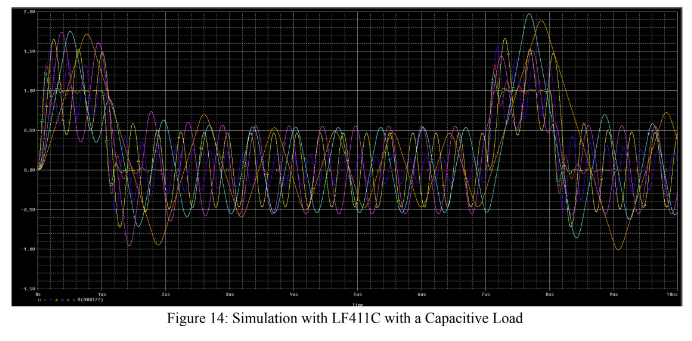 2.0V
1.5V
1.0V
0.5V
0.0V
-0.5V
-1.0V
-1.5V
0s 1us 2us 3us 4us 5us 6us 7us 8us 9us 10us
Time
Figure 14: Simulation with LF411C with a Capacitive Load